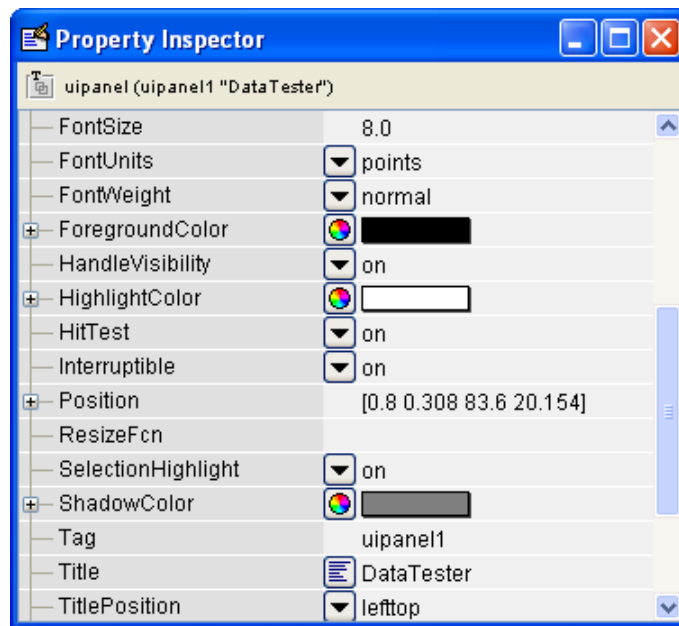 Property Inspector
uipanel (uipanel1 "DataTester")
FontSize 8.0
FontUnits points
FontWeight normal
ForegroundColor
HandleVisibility on
HighlightColor
HitTest on
Interruptible on
Position [0.8 0.308 83.6 20.154]
ResizeFcn
SelectionHighlight on
ShadowColor
Tag uipanel1
Title DataTester
TitlePosition lefttop